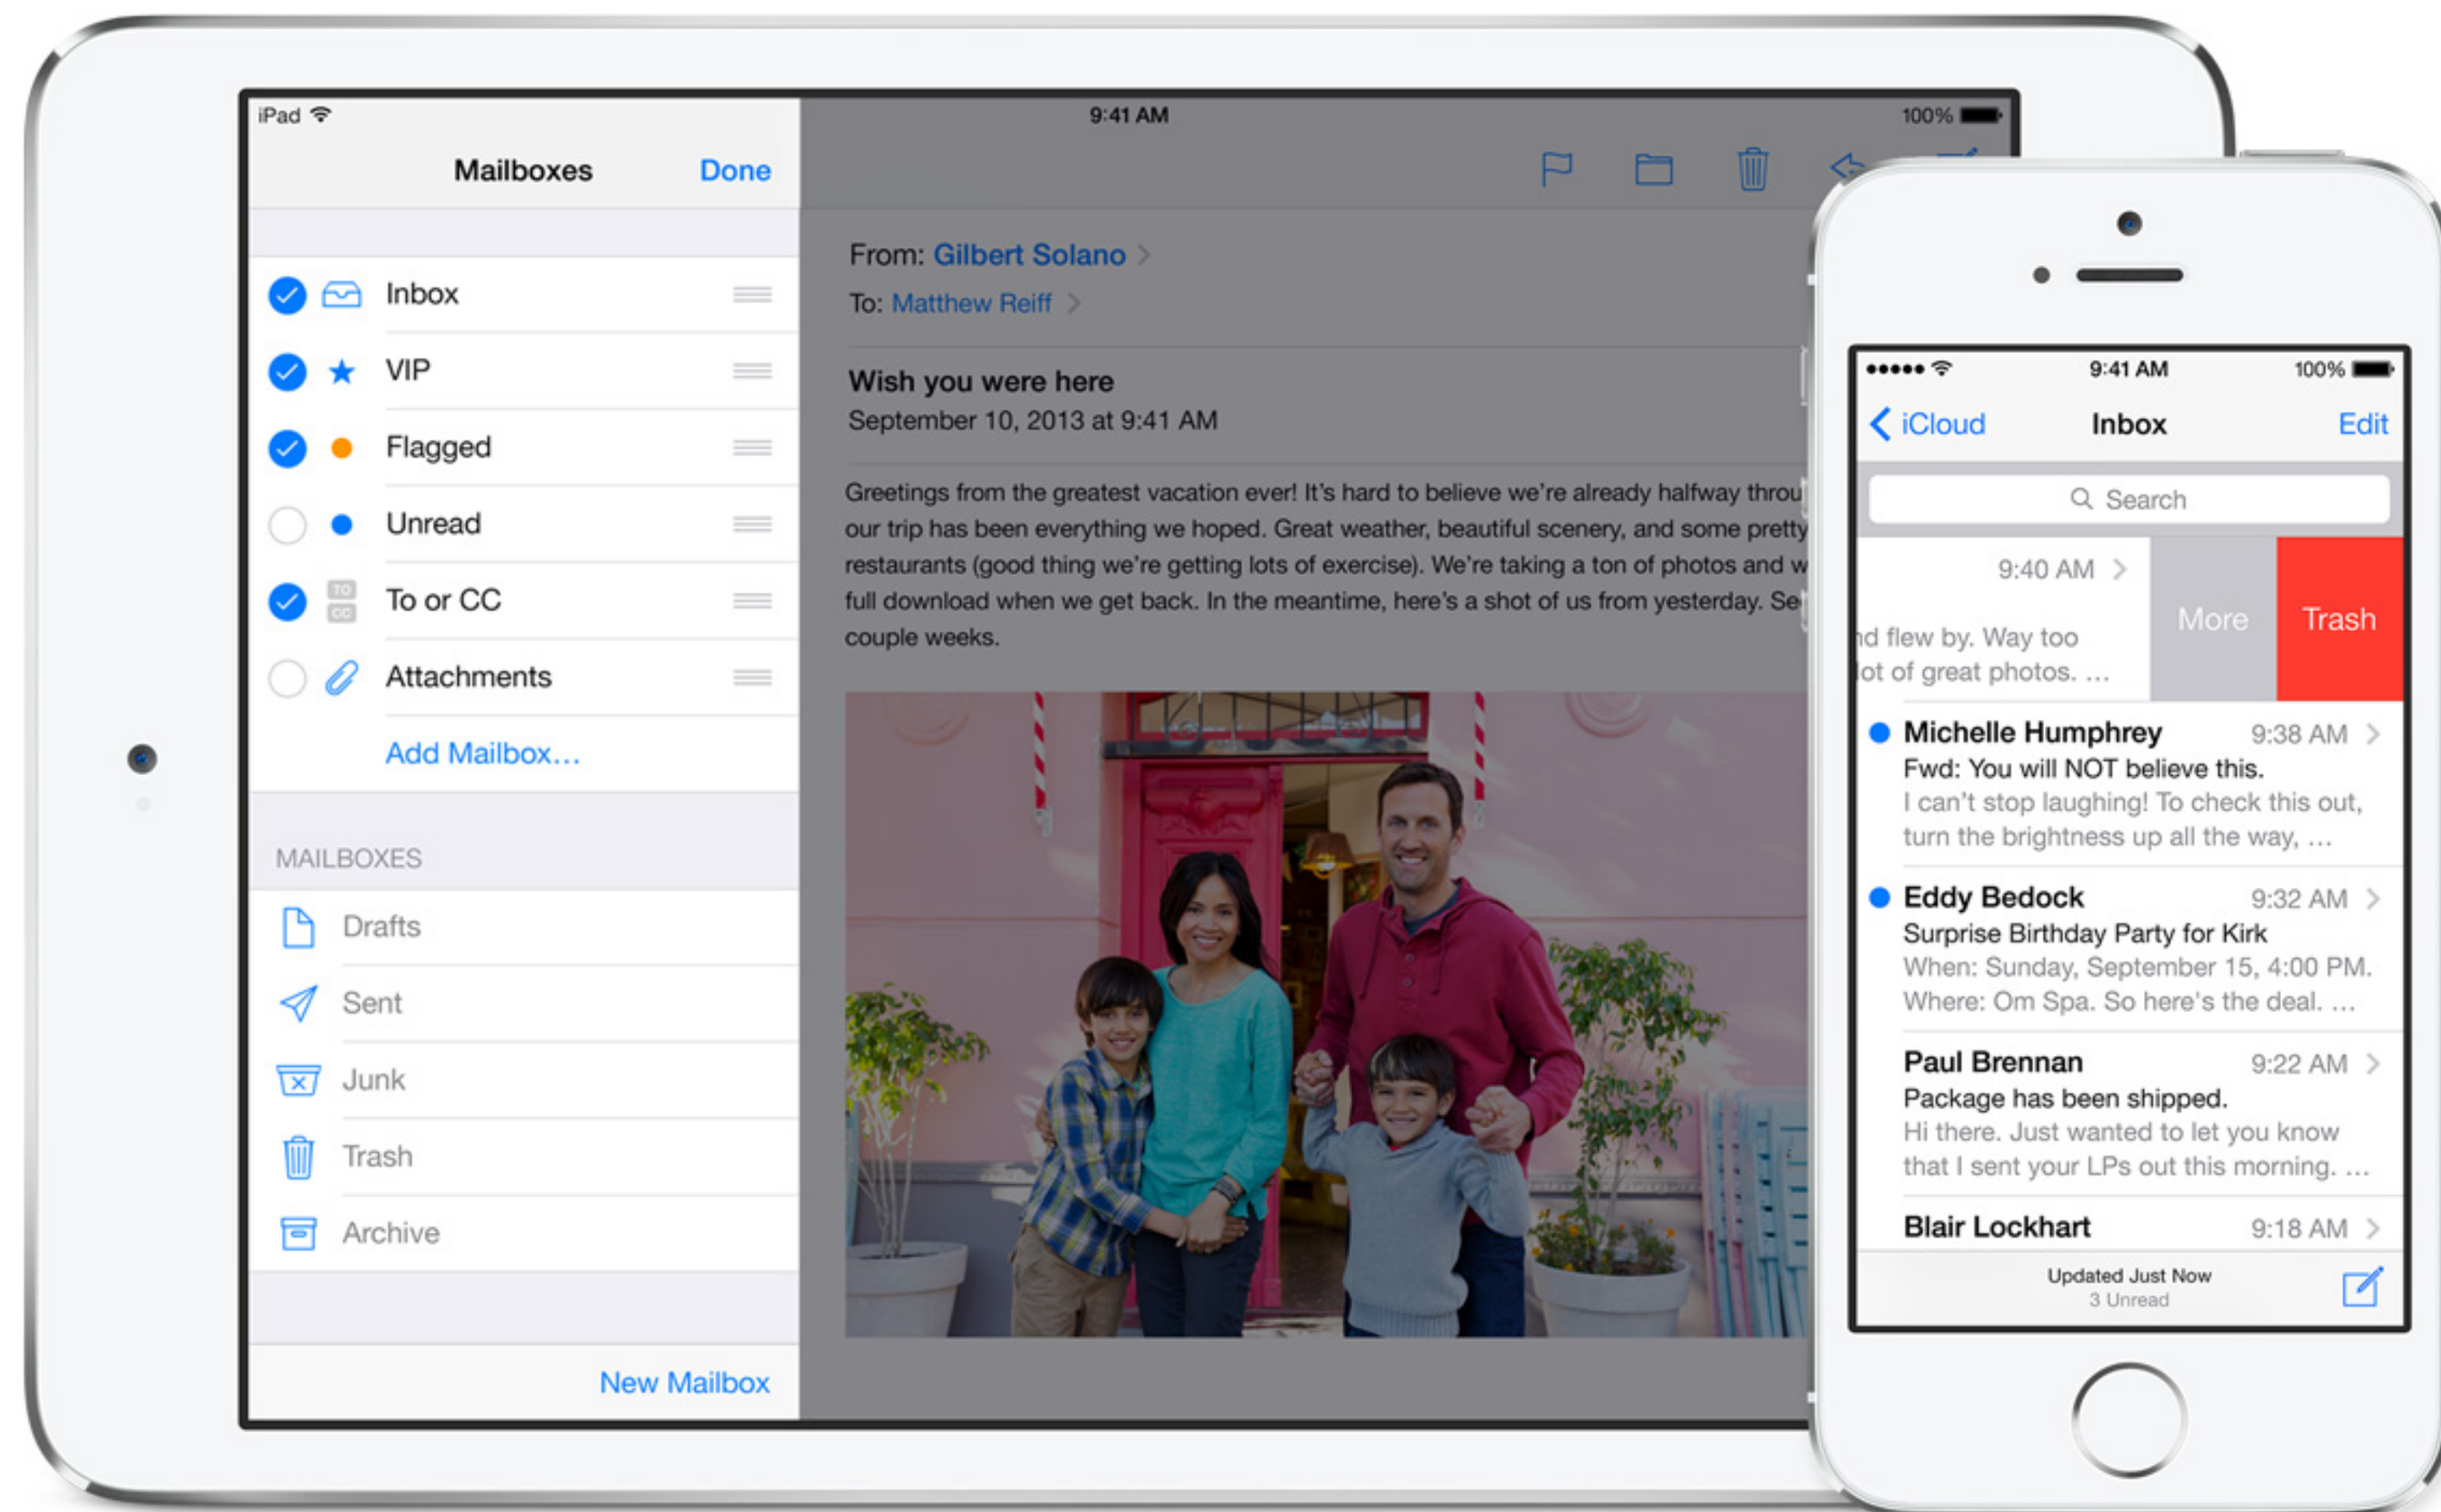 iPad
9:41 AM
100%
Mailboxes
Done
Inbox
VIP
Flagged
Unread
TO
CC
To or CC
Attachments
Add Mailbox...
MAILBOXES
Drafts
Sent
Junk
Trash
Archive
New Mailbox
From: Gilbert Solano
To: Matthew Reiff
Wish you were here
September 10, 2013 at 9:41 AM
Greetings from the greatest vacation ever! It's hard to believe we're already halfway
our trip has been everything we hoped. Great weather, beautiful scenery, and some pretty
restaurants (good thing we're getting lots of exercise). We're taking a ton of photos and
full download when we get back. In the meantime, here's a shot of us from yesterday.
couple weeks.
9:41 AM
100%
iCloud
Inbox
Edit
Search
9:40 AM
flew by. Way too
of great photos. ...
More
Trash
Michelle Humphrey 9:38 AM
Fwd: You will NOT believe this.
I can't stop laughing! To check this out,
turn the brightness up all the way, ...
Eddy Bedock 9:32 AM
Surprise Birthday Party for Kirk
When: Sunday, September 15, 4:00 PM.
Where: Om Spa. So here's the deal. ...
Paul Brennan 9:22 AM
Package has been shipped.
Hi there. Just wanted to let you know
that I sent your LPs out this morning. ...
Blair Lockhart 9:18 AM
Updated Just Now
3 Unread